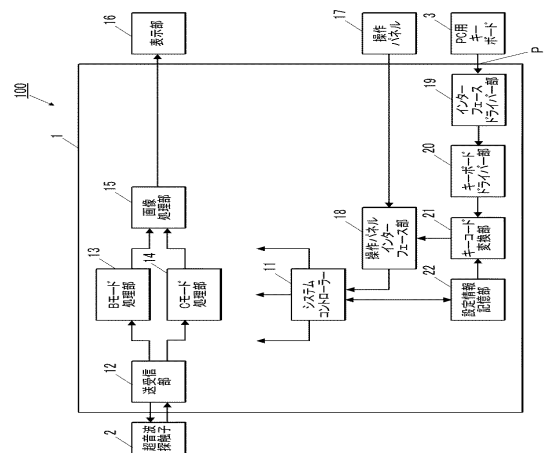 100
1
2
超音波
探触子
12
送受信
部
13
Bモード
処理部
14
Cモード
処理部
15
画像
処理部
16
表示部
11
システム
コントローラー
17
操作
パネル
18
操作パネル
インター
フェース部
3
PC用
キー
ボード
P
19
インター
フェース
ドライバー部
20
キーボード
ドライバー部
21
キーコード
変換部
22
設定情報
記憶部